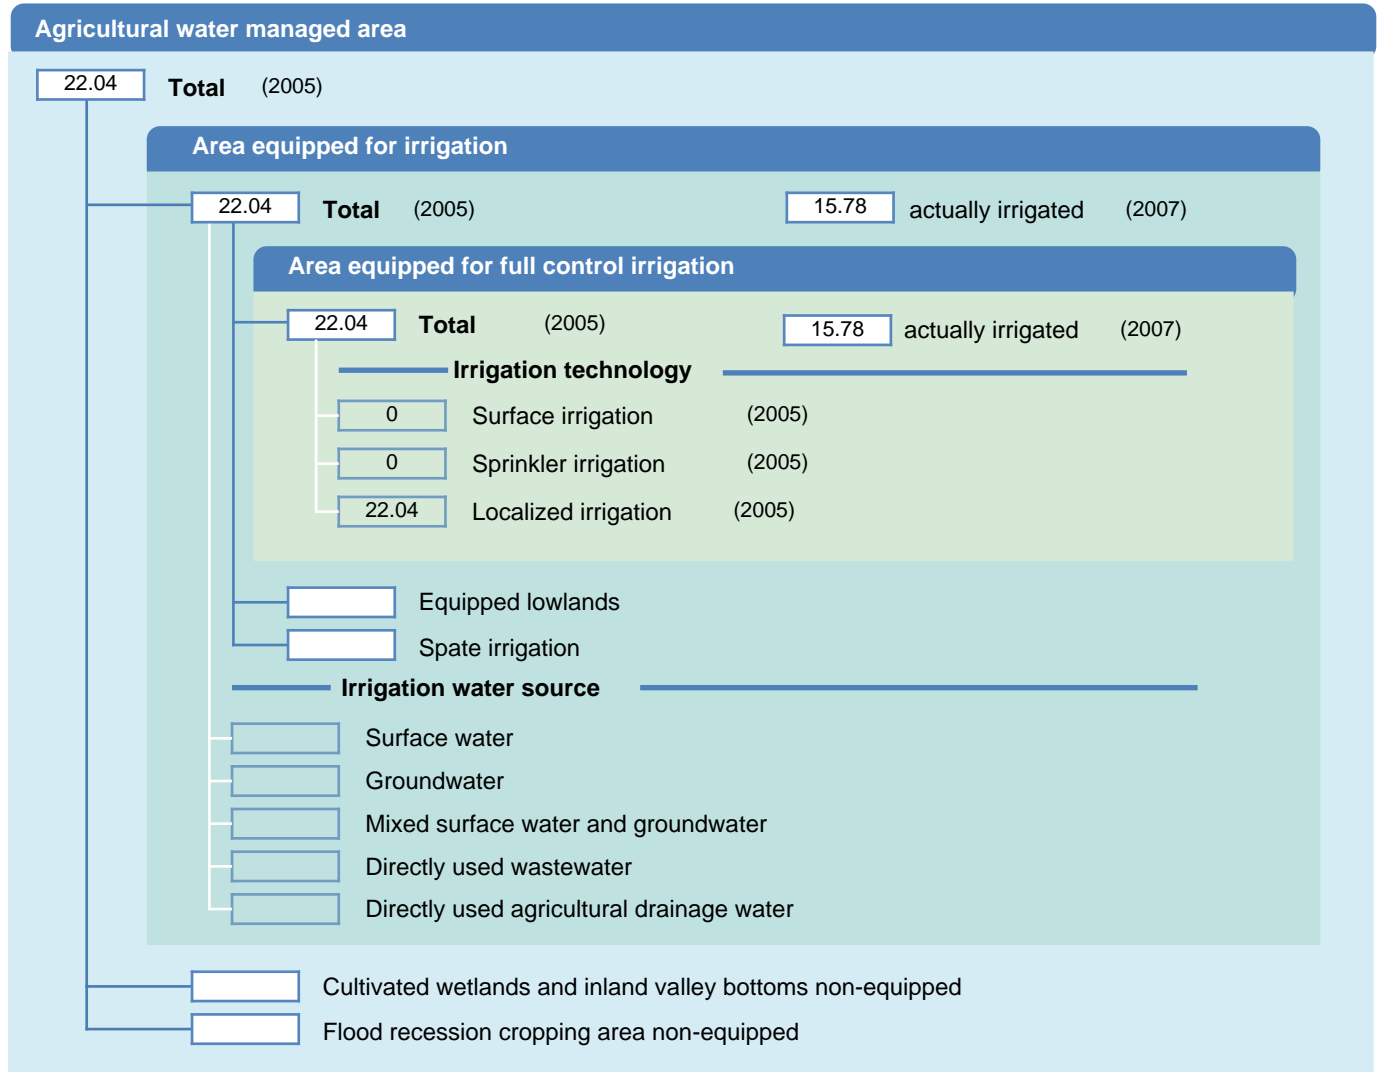 Agricultural water managed area
22.04 Total (2005)
Area equipped for irrigation
22.04 Total (2005) 15.78 actually irrigated (2007)
Area equipped for full control irrigation
22.04 Total (2005) 15.78 actually irrigated (2007)
Irrigation technology
0 Surface irrigation (2005)
0 Sprinkler irrigation (2005)
22.04 Localized irrigation (2005)
Equipped lowlands
Spate irrigation
Irrigation water source
Surface water
Groundwater
Mixed surface water and groundwater
Directly used wastewater
Directly used agricultural drainage water
Cultivated wetlands and inland valley bottoms non-equipped
Flood recession cropping area non-equipped